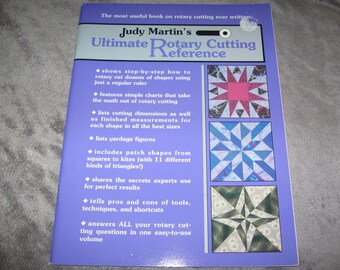 The most useful book on rotary cutting ever written
Judy Martin's
Ultimate Rotary Cutting
Reference
shows step-by-step how to
rotary cut dozens of shapes using
just a regular ruler
features simple charts that take
the math out of rotary cutting
lists cutting dimensions as well
as finished measurements for
each shape in all the best sizes
lists yardage figures
includes patch shapes from
squares to kites (with 11 different
kinds of triangles!)
shares the secrets experts use
for perfect results
tells pros and cons of tools,
techniques, and shortcuts
answers ALL your rotary cut-
ting questions in one easy-to-use
volume